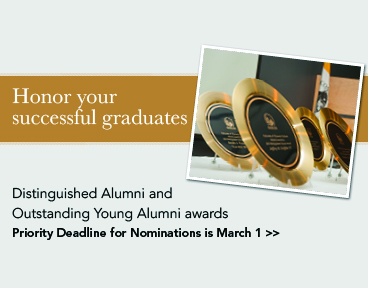 Honor your
successful graduates
Distinguished Alumni and
Outstanding Young Alumni awards
Priority Deadline for Nominations is March 1 >>